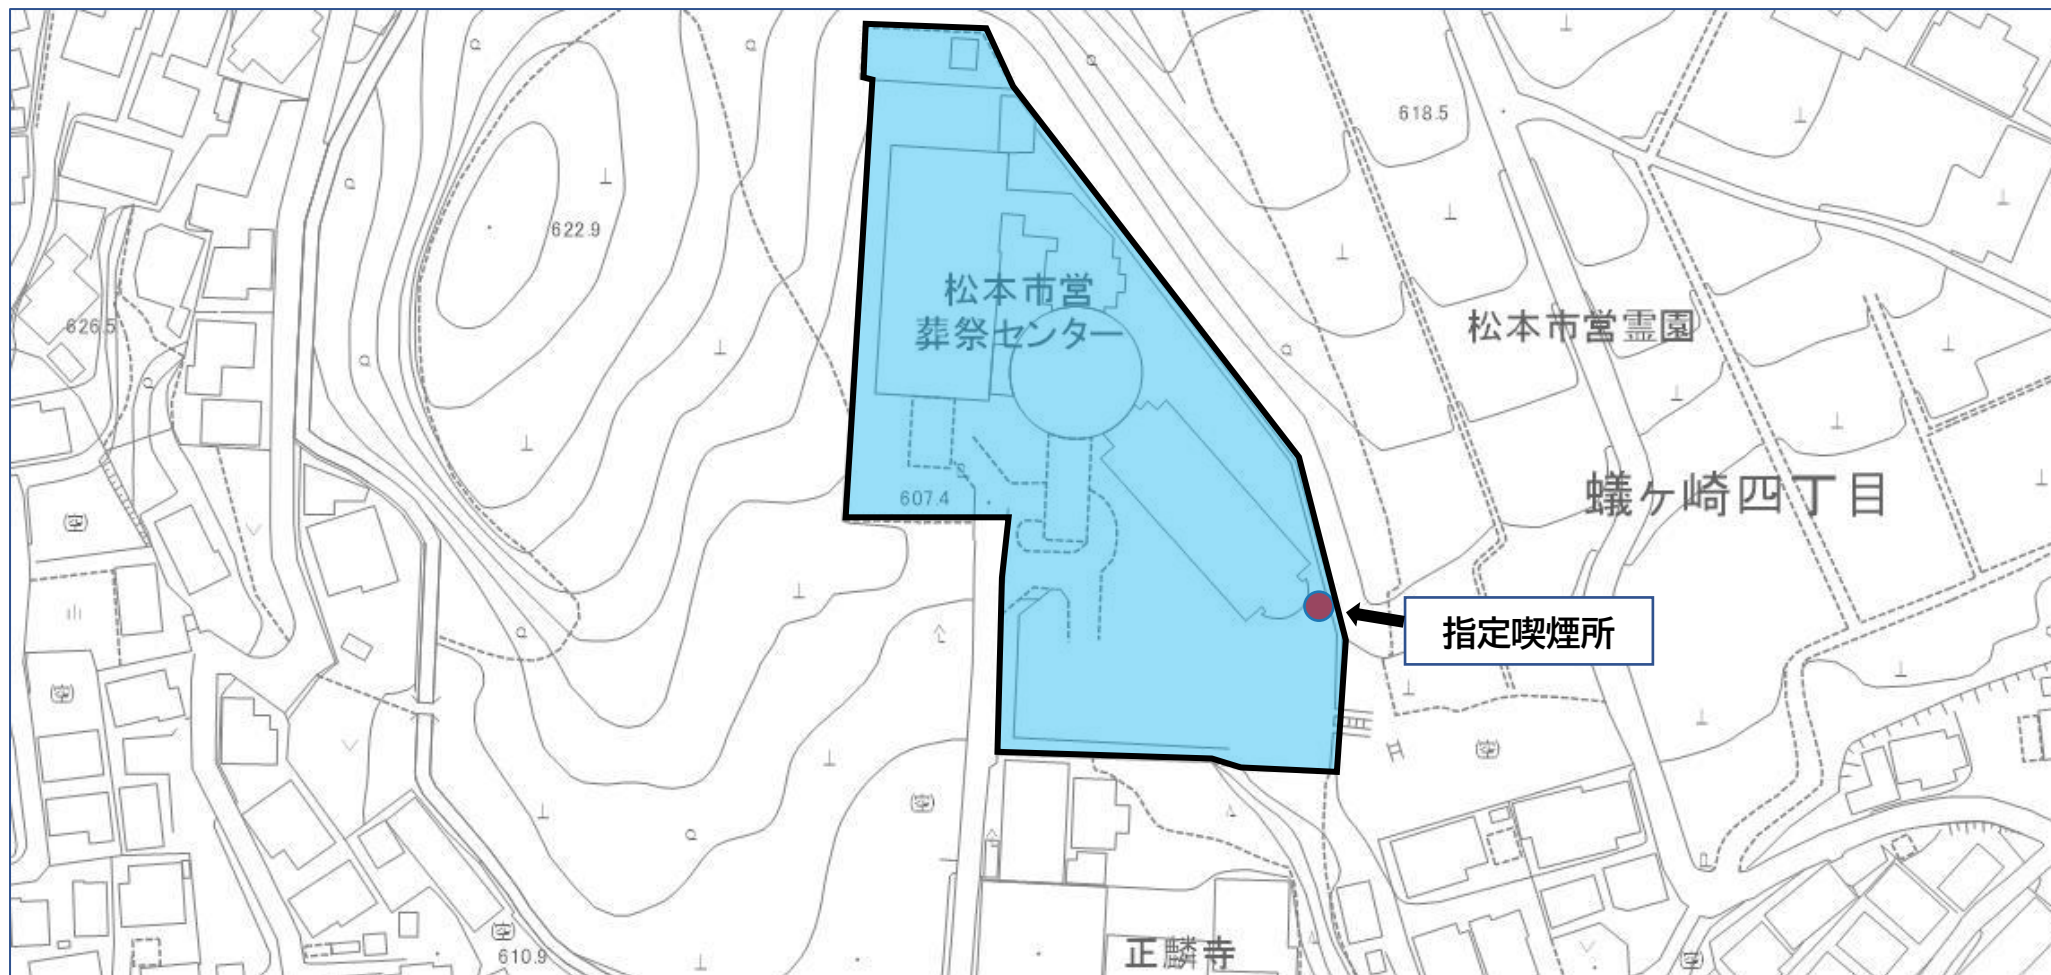 618.5
622.9
松本市営
葬祭センター
626.5
松本市営霊園
蟻ヶ崎四丁目
607.4
指定喫煙所
610.9
正麟寺